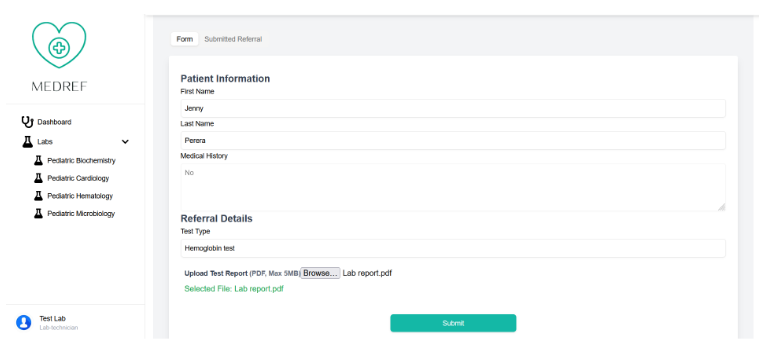 MEDREF
Dashboard
Labs
Pediatric Biochemistry
Pediatric Cardiology
Pediatric Hematology
Pediatric Microbiology
Test Lab
Lab-technician
Form Submitted Referral
Patient Information
First Name
Jenny
Last Name
Perera
Medical History
No
Referral Details
Test Type
Hemoglobin test
Upload Test Report (PDF, Max 5MB) Browse... Lab report.pdf
Selected File: Lab report.pdf
Submit